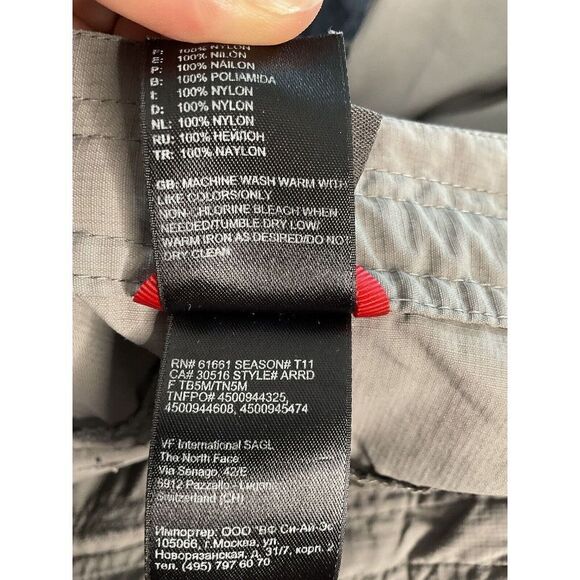 F: 100% NYLON
E: 100% NILON
P: 100% NAILON
B: 100% POLIAMIDA
I: 100% NYLON
D: 100% NYLON
NL: 100% NYLON
RU: 100% НЕЙЛОН
TR: 100% NAYLON
GB: MACHINE WASH WARM WITH
LIKE COLORS/ONLY
NON-CHLORINE BLEACH WHEN
NEEDED/TUMBLE DRY LOW/
WARM IRON AS DESIRED/DO NOT
DRY CLEAN
RN# 61661 SEASON# T11
CA# 30516 STYLE# ARRD
F TB5M/TN5M
TNFPO# 4500944325,
4500944608, 4500945474
VF International SAGL
The North Face
Via Senago, 42/E
6912 Pazzallo - Lugano
Switzerland (CH)
Импортер: ООО "ВФ Си-Ай-Эс"
105066, г. Москва, ул.
Новорязанская, д. 31/7, корп. 2
тел. (495) 797 60 70